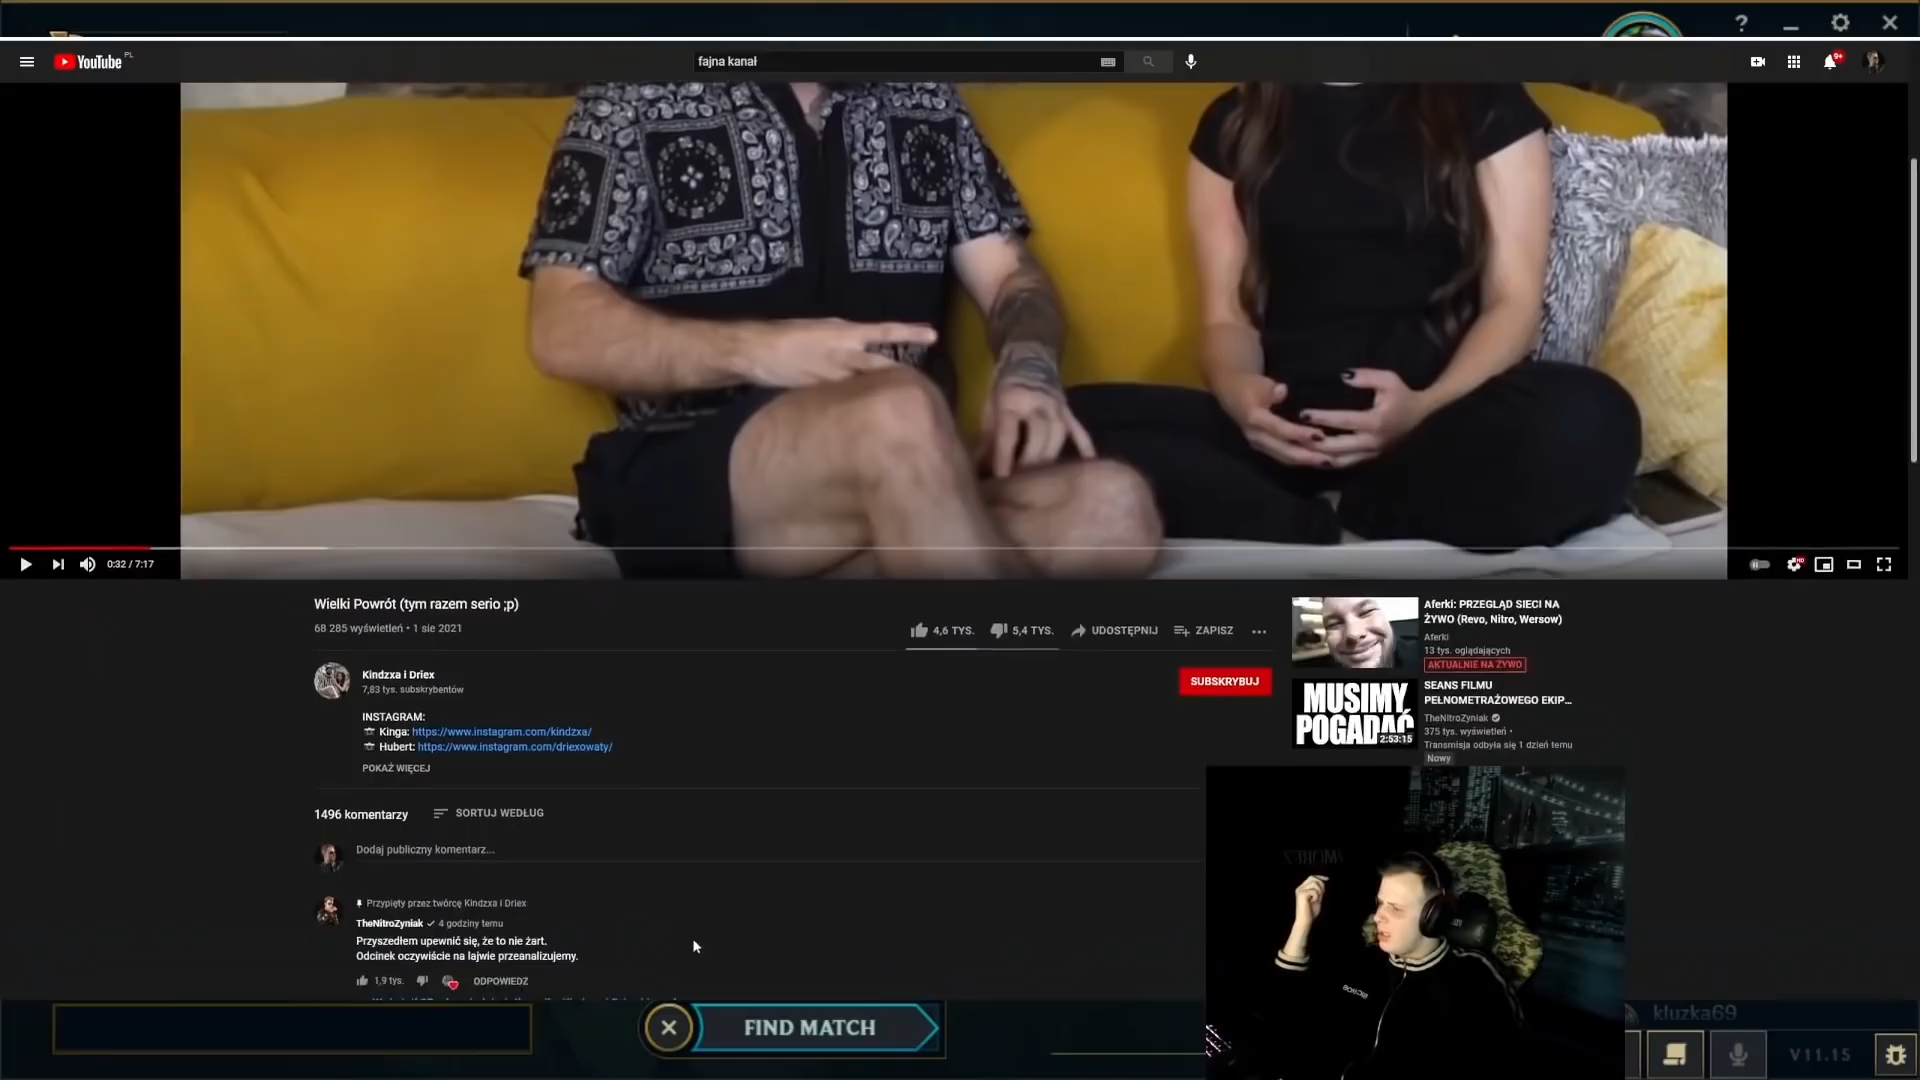 YouTube PL
fajna kanał
9+
0:32 / 7:17
HD
Wielki Powrót (tym razem serio ;p)
68 285 wyświetleń • 1 sie 2021
4,6 TYS.
5,4 TYS.
UDOSTĘPNIJ
ZAPISZ
Kindzxa i Driex
7,83 tys. subskrybentów
SUBSKRYBUJ
INSTAGRAM:
Kinga: https://www.instagram.com/kindzxa/
Hubert: https://www.instagram.com/driexowaty/
POKAŻ WIĘCEJ
1496 komentarzy
SORTUJ WEDŁUG
Dodaj publiczny komentarz...
Przypięty przez twórcę Kindzxa i Driex
TheNitroZyniak 4 godziny temu
Przyszedłem upewnić się, że to nie żart.
Odcinek oczywiście na lajwie przeanalizujemy.
1,9 tys.
ODPOWIEDZ
Aferki: PRZEGLĄD SIECI NA
ŻYWO (Revo, Nitro, Wersow)
Aferki
13 tys. oglądających
AKTUALNIE NA ŻYWO
MUSIMY
POGADAĆ
2:53:15
SEANS FILMU
PEŁNOMETRAŻOWEGO EKIP...
TheNitroZyniak
375 tys. wyświetleń •
Transmisja odbyła się 1 dzień temu
Nowy
FIND MATCH
kluzka69
V11.15